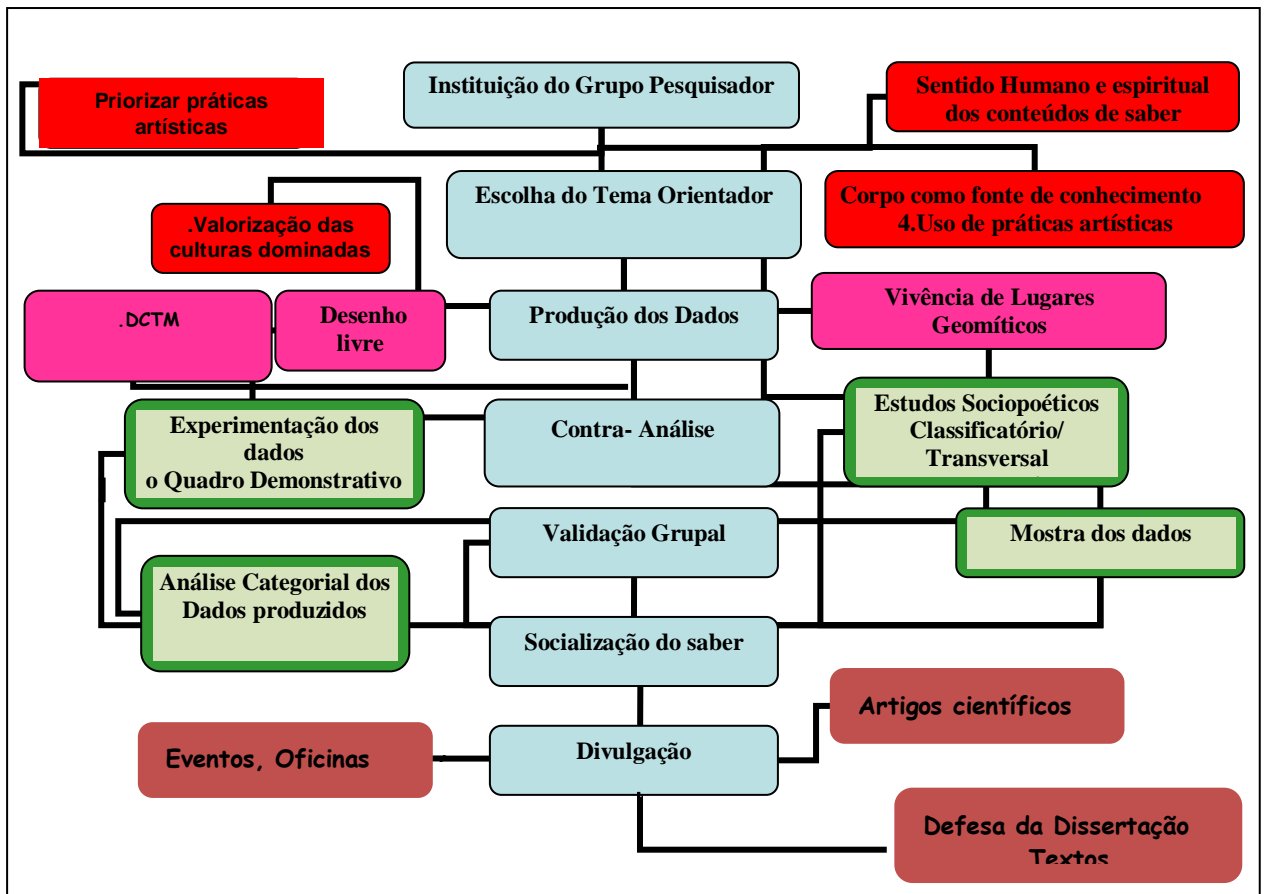 Priorizar práticas
artísticas
Instituição do Grupo Pesquisador
Sentido Humano e espiritual
dos conteúdos de saber
Escolha do Tema Orientador
Corpo como fonte de conhecimento
4.Uso de práticas artísticas
.Valorização das
culturas dominadas
.DCTM
Desenho
livre
Produção dos Dados
Vivência de Lugares
Geomíticos
Experimentação dos
dados
o Quadro Demonstrativo
Contra- Análise
Estudos Sociopoéticos
Classificatório/
Transversal
Validação Grupal
Mostra dos dados
Análise Categorial dos
Dados produzidos
Socialização do saber
Artigos científicos
Eventos, Oficinas
Divulgação
Defesa da Dissertação
Textos